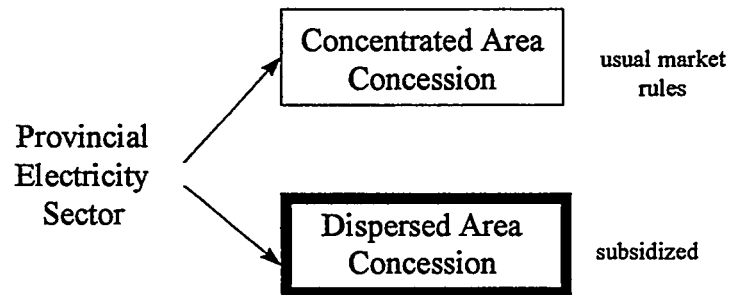 Concentrated Area
Concession
usual market
rules
Provincial
Electricity
Sector
Dispersed Area
Concession
subsidized